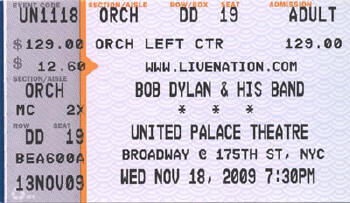 EVENT CODE SECTION/AISLE ROW/BOX SEAT ADMISSION
UN1118 ORCH DD 19 ADULT
$129.00 ORCH LEFT CTR 129.00
$ 12.60 WWW.LIVENATION.COM
SECTION/AISLE
ORCH BOB DYLAN & HIS BAND
MC 2X * * *
ROW SEAT
DD 19 UNITED PALACE THEATRE
BEA600A BROADWAY @ 175TH ST, NYC
13NOV09 WED NOV 18, 2009 7:30PM